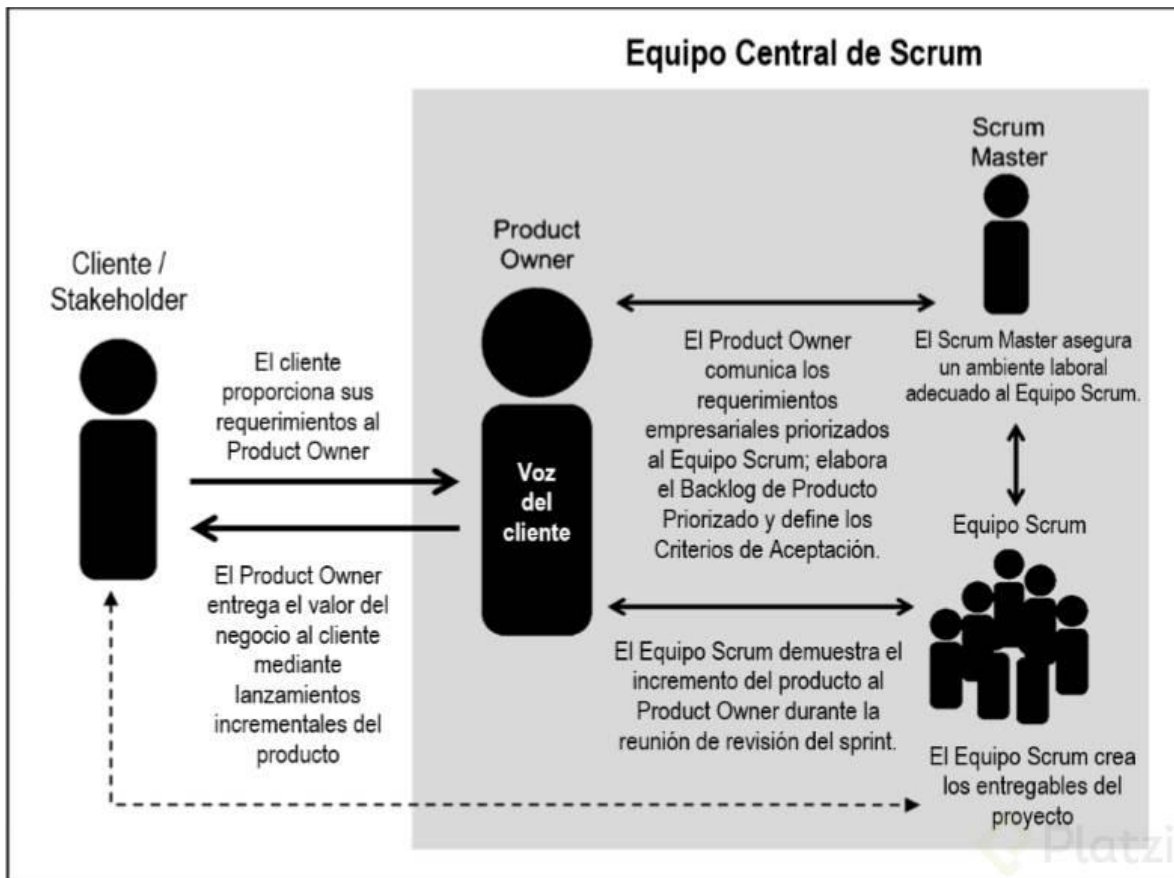 Equipo Central de Scrum
Scrum
Master
Product
Owner
Cliente /
Stakeholder
El cliente
proporciona sus
requerimientos al
Product Owner
Voz
del
cliente
El Product Owner
comunica los
requerimientos
empresariales priorizados
al Equipo Scrum; elabora
el Backlog de Producto
Priorizado y define los
Criterios de Aceptación.
El Scrum Master asegura
un ambiente laboral
adecuado al Equipo Scrum.
Equipo Scrum
El Product Owner
entrega el valor del
negocio al cliente
mediante
lanzamientos
incrementales del
producto
El Equipo Scrum demuestra el
incremento del producto al
Product Owner durante la
reunión de revisión del sprint.
El Equipo Scrum crea
los entregables del
proyecto
Platzi